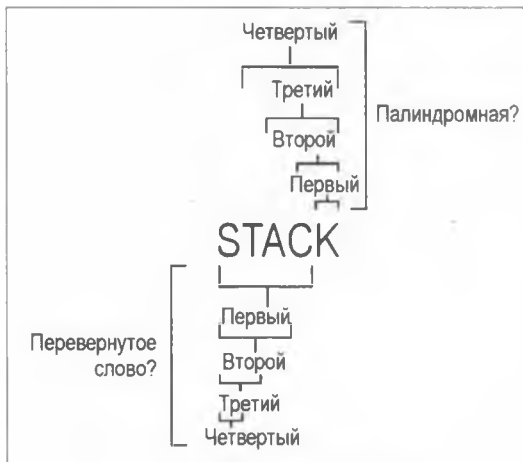 Четвертый
Третий
Палиндромная?
Второй
Первый
STACK
Первый
Перевернутое
слово?
Второй
Третий
Четвертый